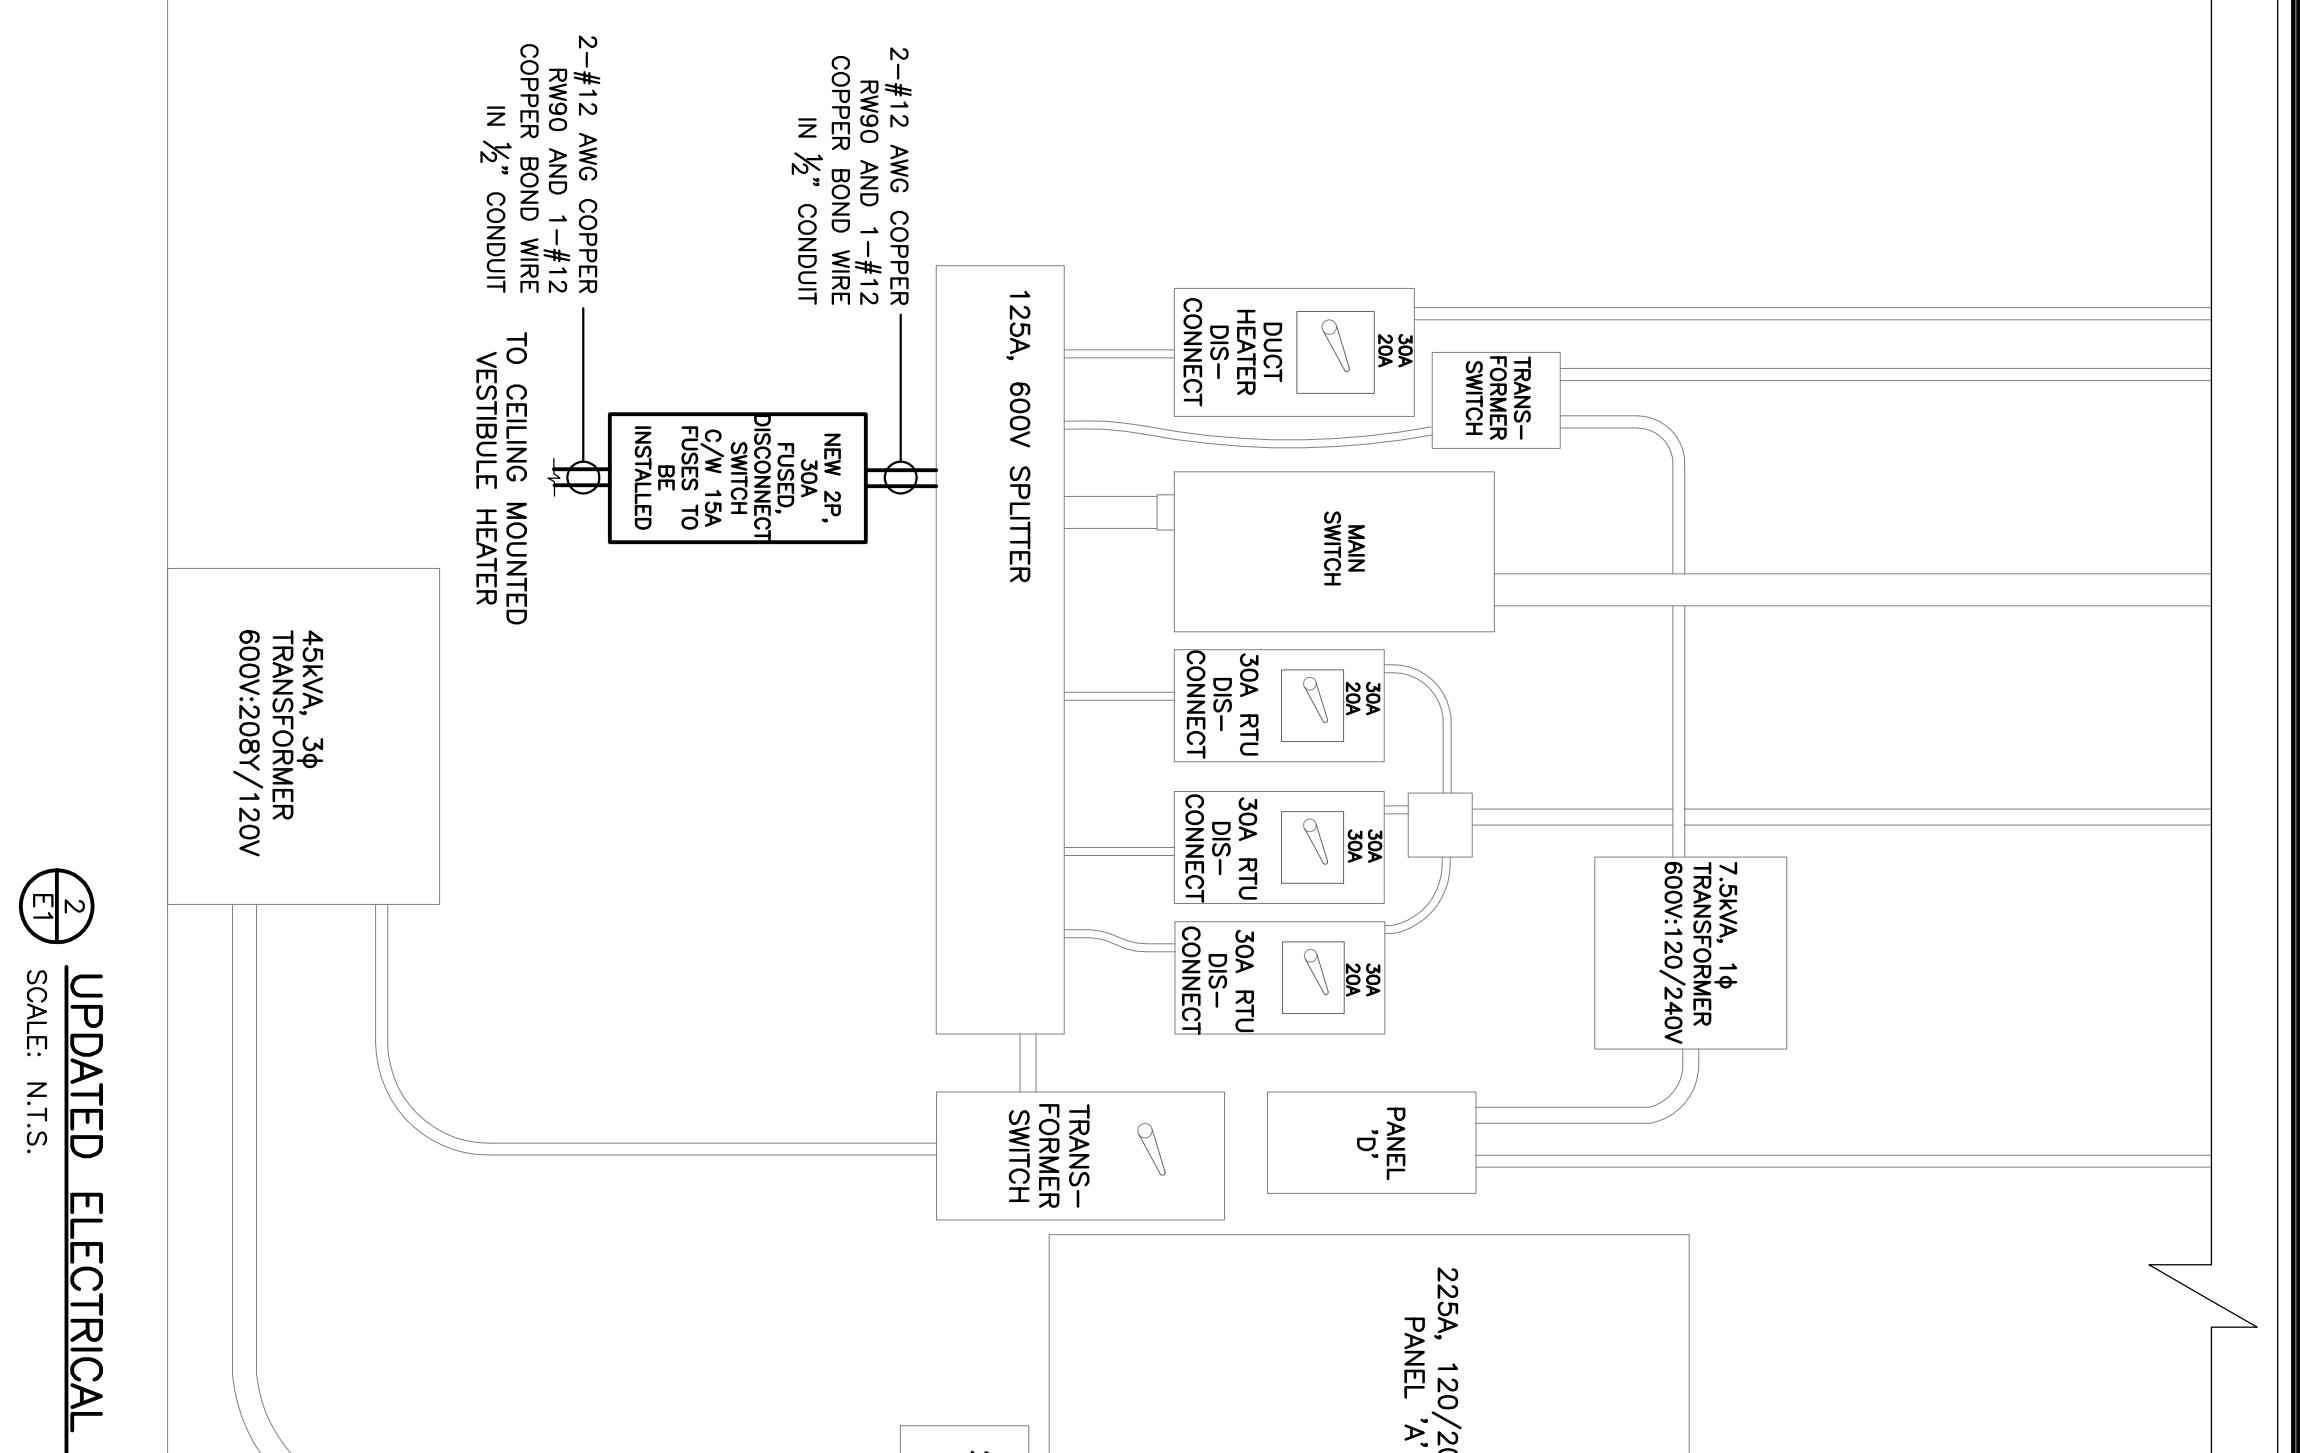 2-#12 AWG COPPER
RW90 AND 1-#12
COPPER BOND WIRE
IN ½" CONDUIT
2-#12 AWG COPPER
RW90 AND 1-#12
COPPER BOND WIRE
IN ½" CONDUIT
30A
20A
DUCT
HEATER
DIS-
CONNECT
TRANS-
FORMER
SWITCH
125A, 600V SPLITTER
TO CEILING MOUNTED
VESTIBULE HEATER
NEW 2P,
30A
FUSED,
DISCONNECT
SWITCH
C/W 15A
FUSES TO
BE
INSTALLED
MAIN
SWITCH
45kVA, 3ϕ
TRANSFORMER
600V:208Y/120V
30A
20A
30A RTU
DIS-
CONNECT
30A
30A
30A RTU
DIS-
CONNECT
30A
20A
30A RTU
DIS-
CONNECT
7.5kVA, 1ϕ
TRANSFORMER
600V:120/240V
TRANS-
FORMER
SWITCH
PANEL
'D'
225A, 120/20
PANEL 'A'
2
E1
UPDATED ELECTRICAL
SCALE: N.T.S.